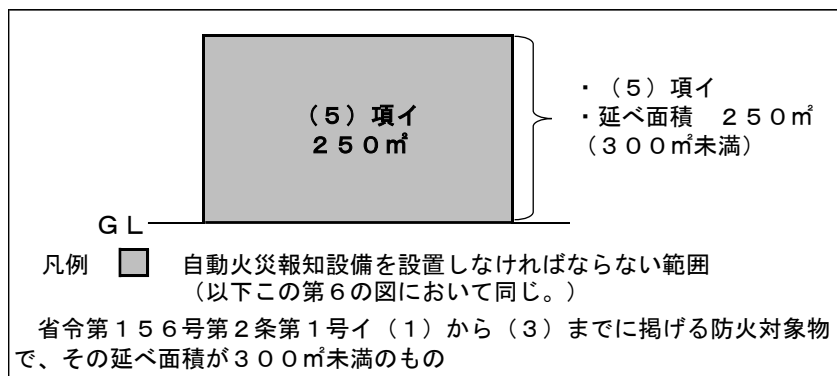 (5)項イ
250㎡
・(5)項イ
・延べ面積 250㎡
(300㎡未満)
GL
凡例 自動火災報知設備を設置しなければならない範囲
(以下この第6の図において同じ。)
省令第156号第2条第1号イ(1)から(3)までに掲げる防火対象物
で、その延べ面積が300㎡未満のもの